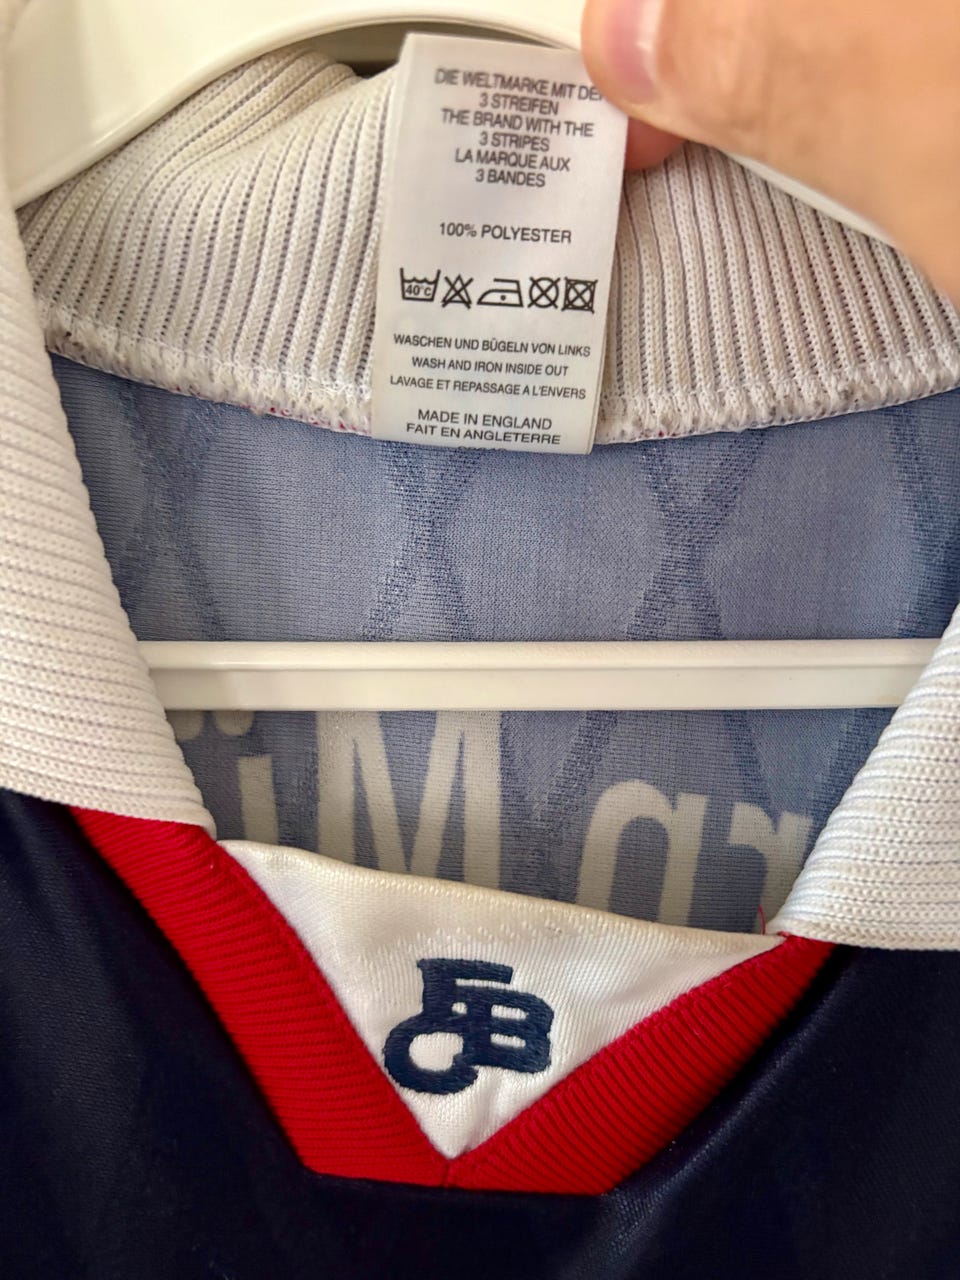 DIE WELTMARKE MIT DE
3 STREIFEN
THE BRAND WITH THE
3 STRIPES
LA MARQUE AUX
3 BANDES
100% POLYESTER
40°C
WASCHEN UND BÜGELN VON LINKS
WASH AND IRON INSIDE OUT
LAVAGE ET REPASSAGE A L'ENVERS
MADE IN ENGLAND
FAIT EN ANGLETERRE
FCB